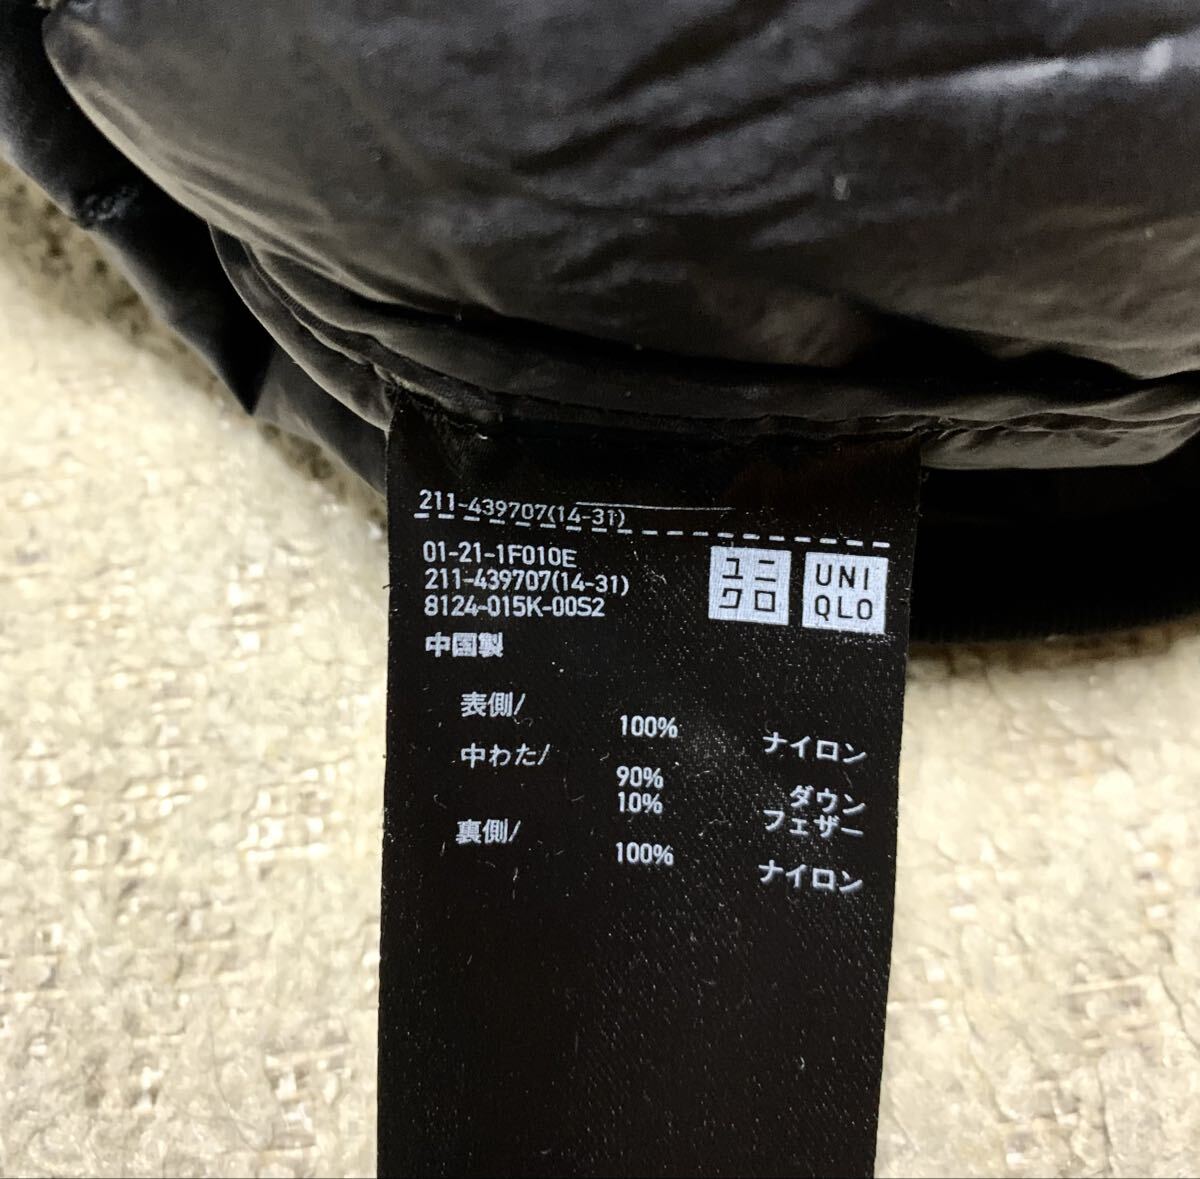 211-439707(14-31)
01-21-1F010E
211-439707(14-31)
8124-015K-00S2
中国製
ユニ
クロ
UNI
QLO
表側/
100% ナイロン
中わた/
90% ダウン
10% フェザー
裏側/
100% ナイロン